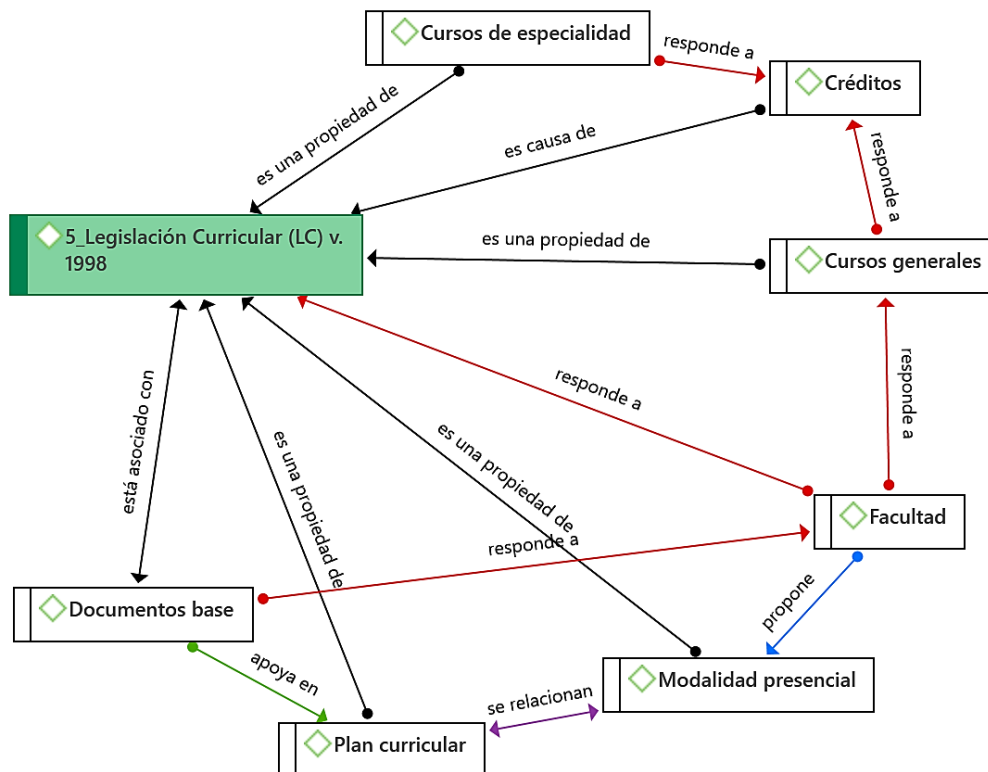 Cursos de especialidad
responde a
Créditos
es una propiedad de
es causa de
responde a
5_Legislación Curricular (LC) v.
1998
es una propiedad de
Cursos generales
responde a
responde a
está asociado con
es una propiedad de
es una propiedad de
Facultad
responde a
propone
Documentos base
apoya en
Modalidad presencial
se relacionan
Plan curricular